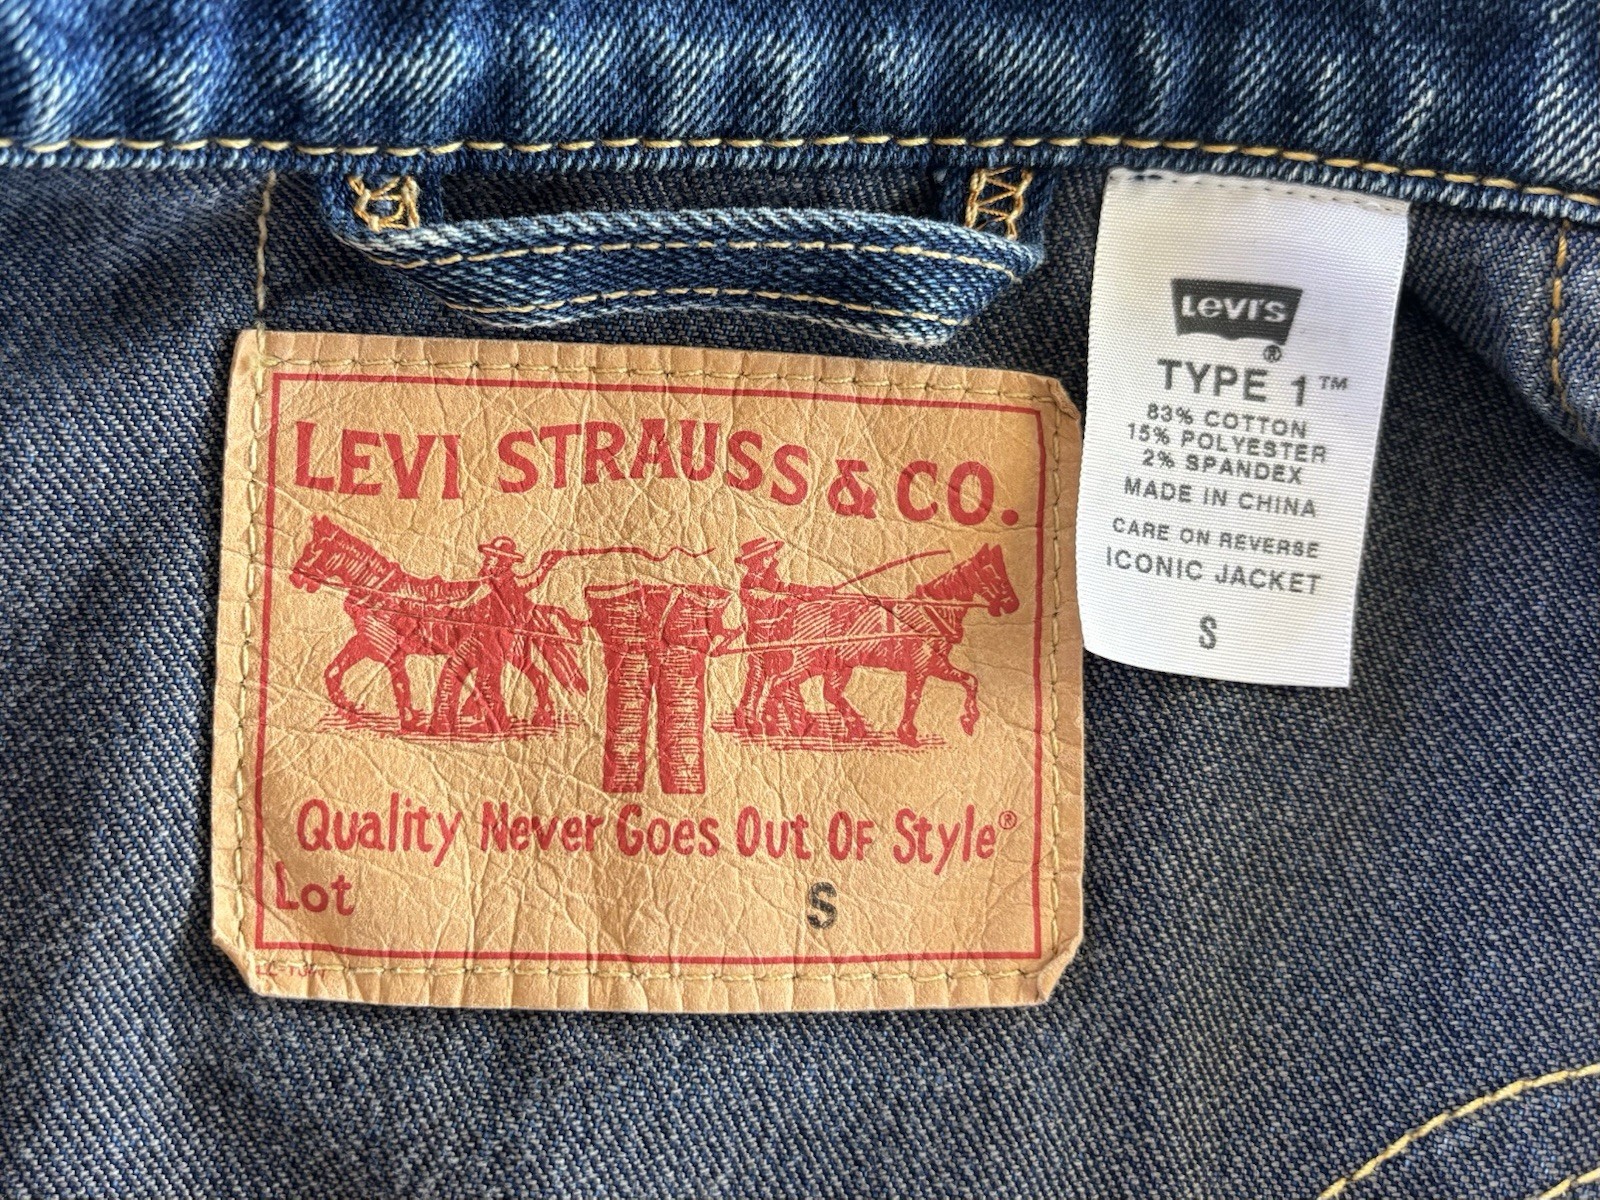 LEVI STRAUSS & CO.
Quality Never Goes Out Of Style®
Lot S
LEVI'S
®
TYPE 1™
83% COTTON
15% POLYESTER
2% SPANDEX
MADE IN CHINA
CARE ON REVERSE
ICONIC JACKET
S